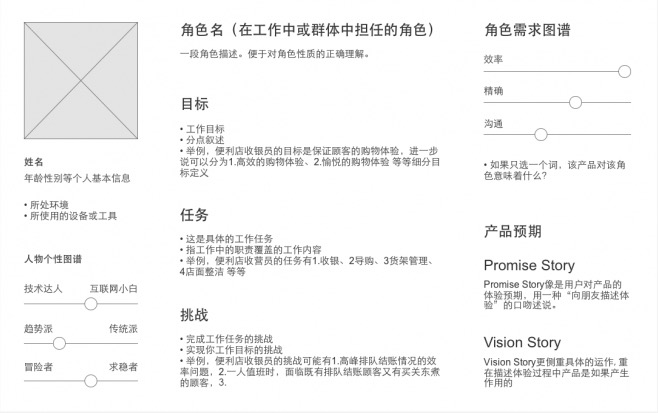 姓名
年龄性别等个人基本信息
• 所处环境
• 所使用的设备或工具
人物个性图谱
技术达人 互联网小白
趋势派 传统派
冒险者 求稳者
角色名（在工作中或群体中担任的角色）
一段角色描述。便于对角色性质的正确理解。
目标
• 工作目标
• 分点叙述
• 举例，便利店收银员的目标是保证顾客的购物体验，进一步
说可以分为1.高效的购物体验、2.愉悦的购物体验 等等细分目
标定义
任务
• 这是具体的工作任务
• 指工作中的职责覆盖的工作内容
• 举例，便利店收营员的任务有1.收银、2导购、3货架管理、
4店面整洁 等等
挑战
• 完成工作任务的挑战
• 实现你工作目标的挑战
• 举例，便利店收银员的挑战可能有1.高峰排队结账情况的效
率问题，2.一人值班时，面临既有排队结账顾客又有买关东煮
的顾客，3.
角色需求图谱
效率
精确
沟通
• 如果只选一个词，该产品对该角
色意味着什么?
产品预期
Promise Story
Promise Story像是用户对产品的
体验预期，用一种“向朋友描述体
验”的口吻述说。
Vision Story
Vision Story更侧重具体的运作, 重
在描述体验过程中产品是如果产生
作用的